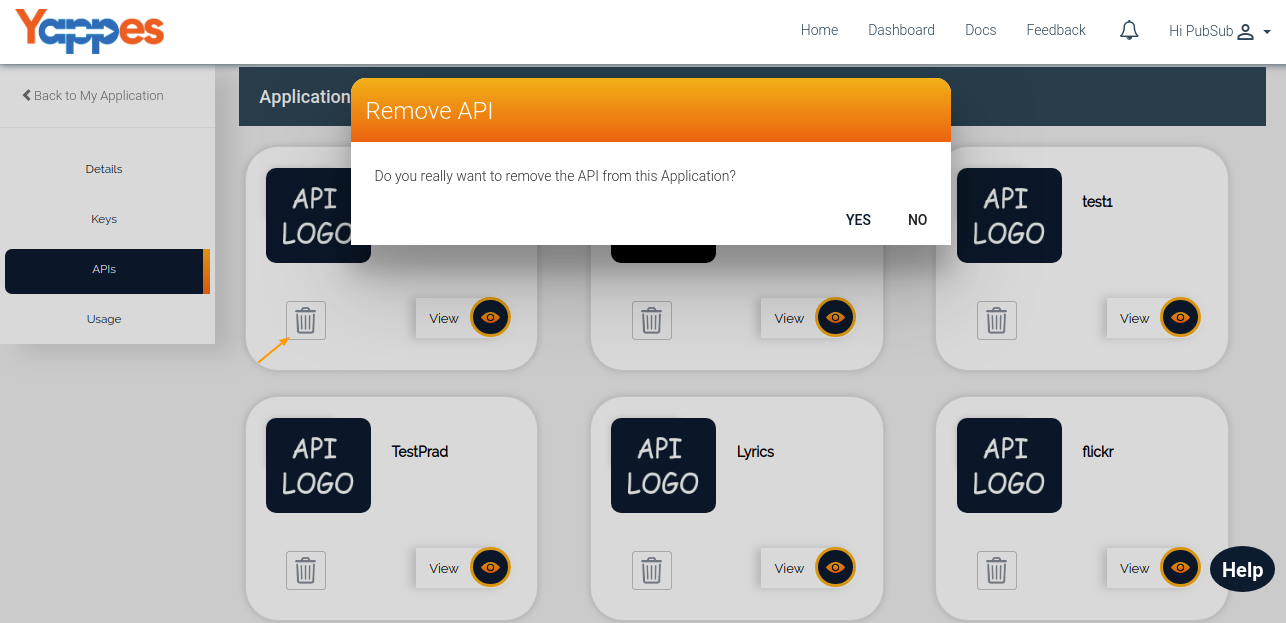 Yappes
Home
Dashboard
Docs
Feedback
Hi PubSub
Back to My Application
Application
Remove API
Do you really want to remove the API from this Application?
YES
NO
Details
Keys
APIs
Usage
API
LOGO
API
LOGO
test1
View
View
View
API
LOGO
TestPrad
API
LOGO
Lyrics
API
LOGO
flickr
View
View
View
Help